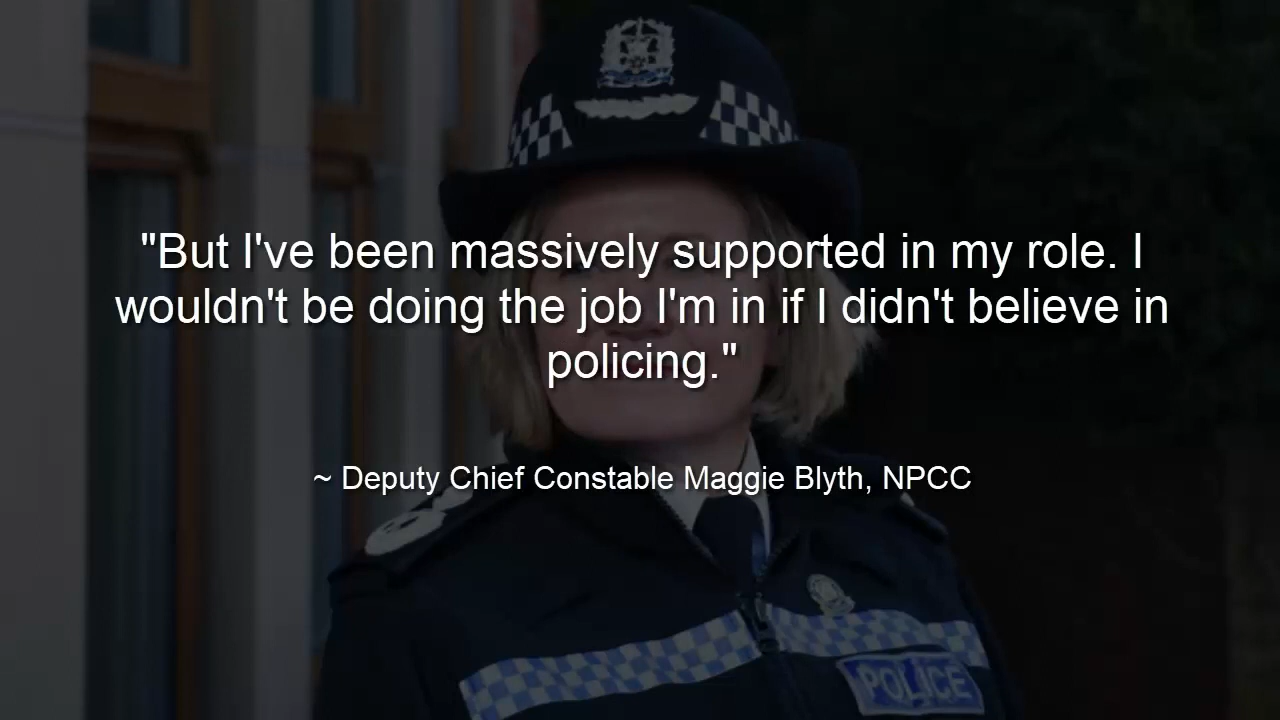 "But I've been massively supported in my role. I
wouldn't be doing the job I'm in if I didn't believe in
policing."
~ Deputy Chief Constable Maggie Blyth, NPCC
POLICE